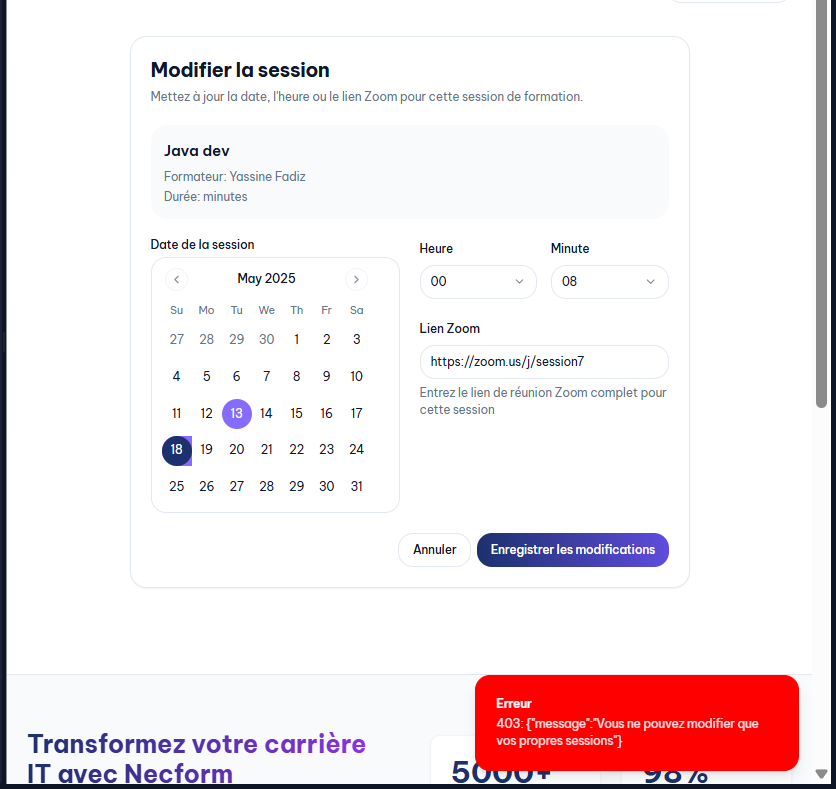 Modifier la session
Mettez à jour la date, l'heure ou le lien Zoom pour cette session de formation.
Java dev
Formateur: Yassine Fadiz
Durée: minutes
Date de la session
May 2025
Su Mo Tu We Th Fr Sa
27 28 29 30 1 2 3
4 5 6 7 8 9 10
11 12 13 14 15 16 17
18 19 20 21 22 23 24
25 26 27 28 29 30 31
Heure Minute
00 08
Lien Zoom
https://zoom.us/j/session7
Entrez le lien de réunion Zoom complet pour
cette session
Annuler Enregistrer les modifications
Erreur
403: {"message":"Vous ne pouvez modifier que
vos propres sessions"}
Transformez votre carrière
IT avec Necform
5000+ 98%